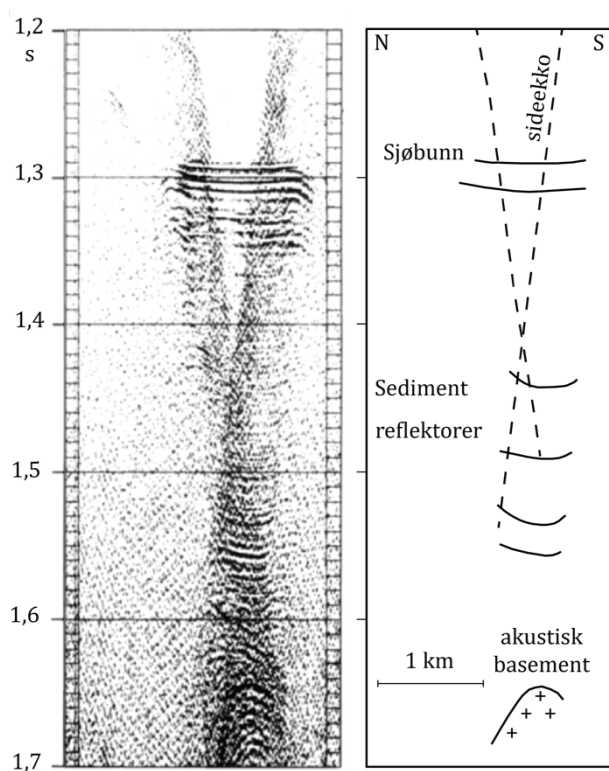 1,2
s
1,3
1,4
1,5
1,6
1,7
N
S
sideekko
Sjøbunn
Sediment
reflektorer
akustisk
basement
1 km